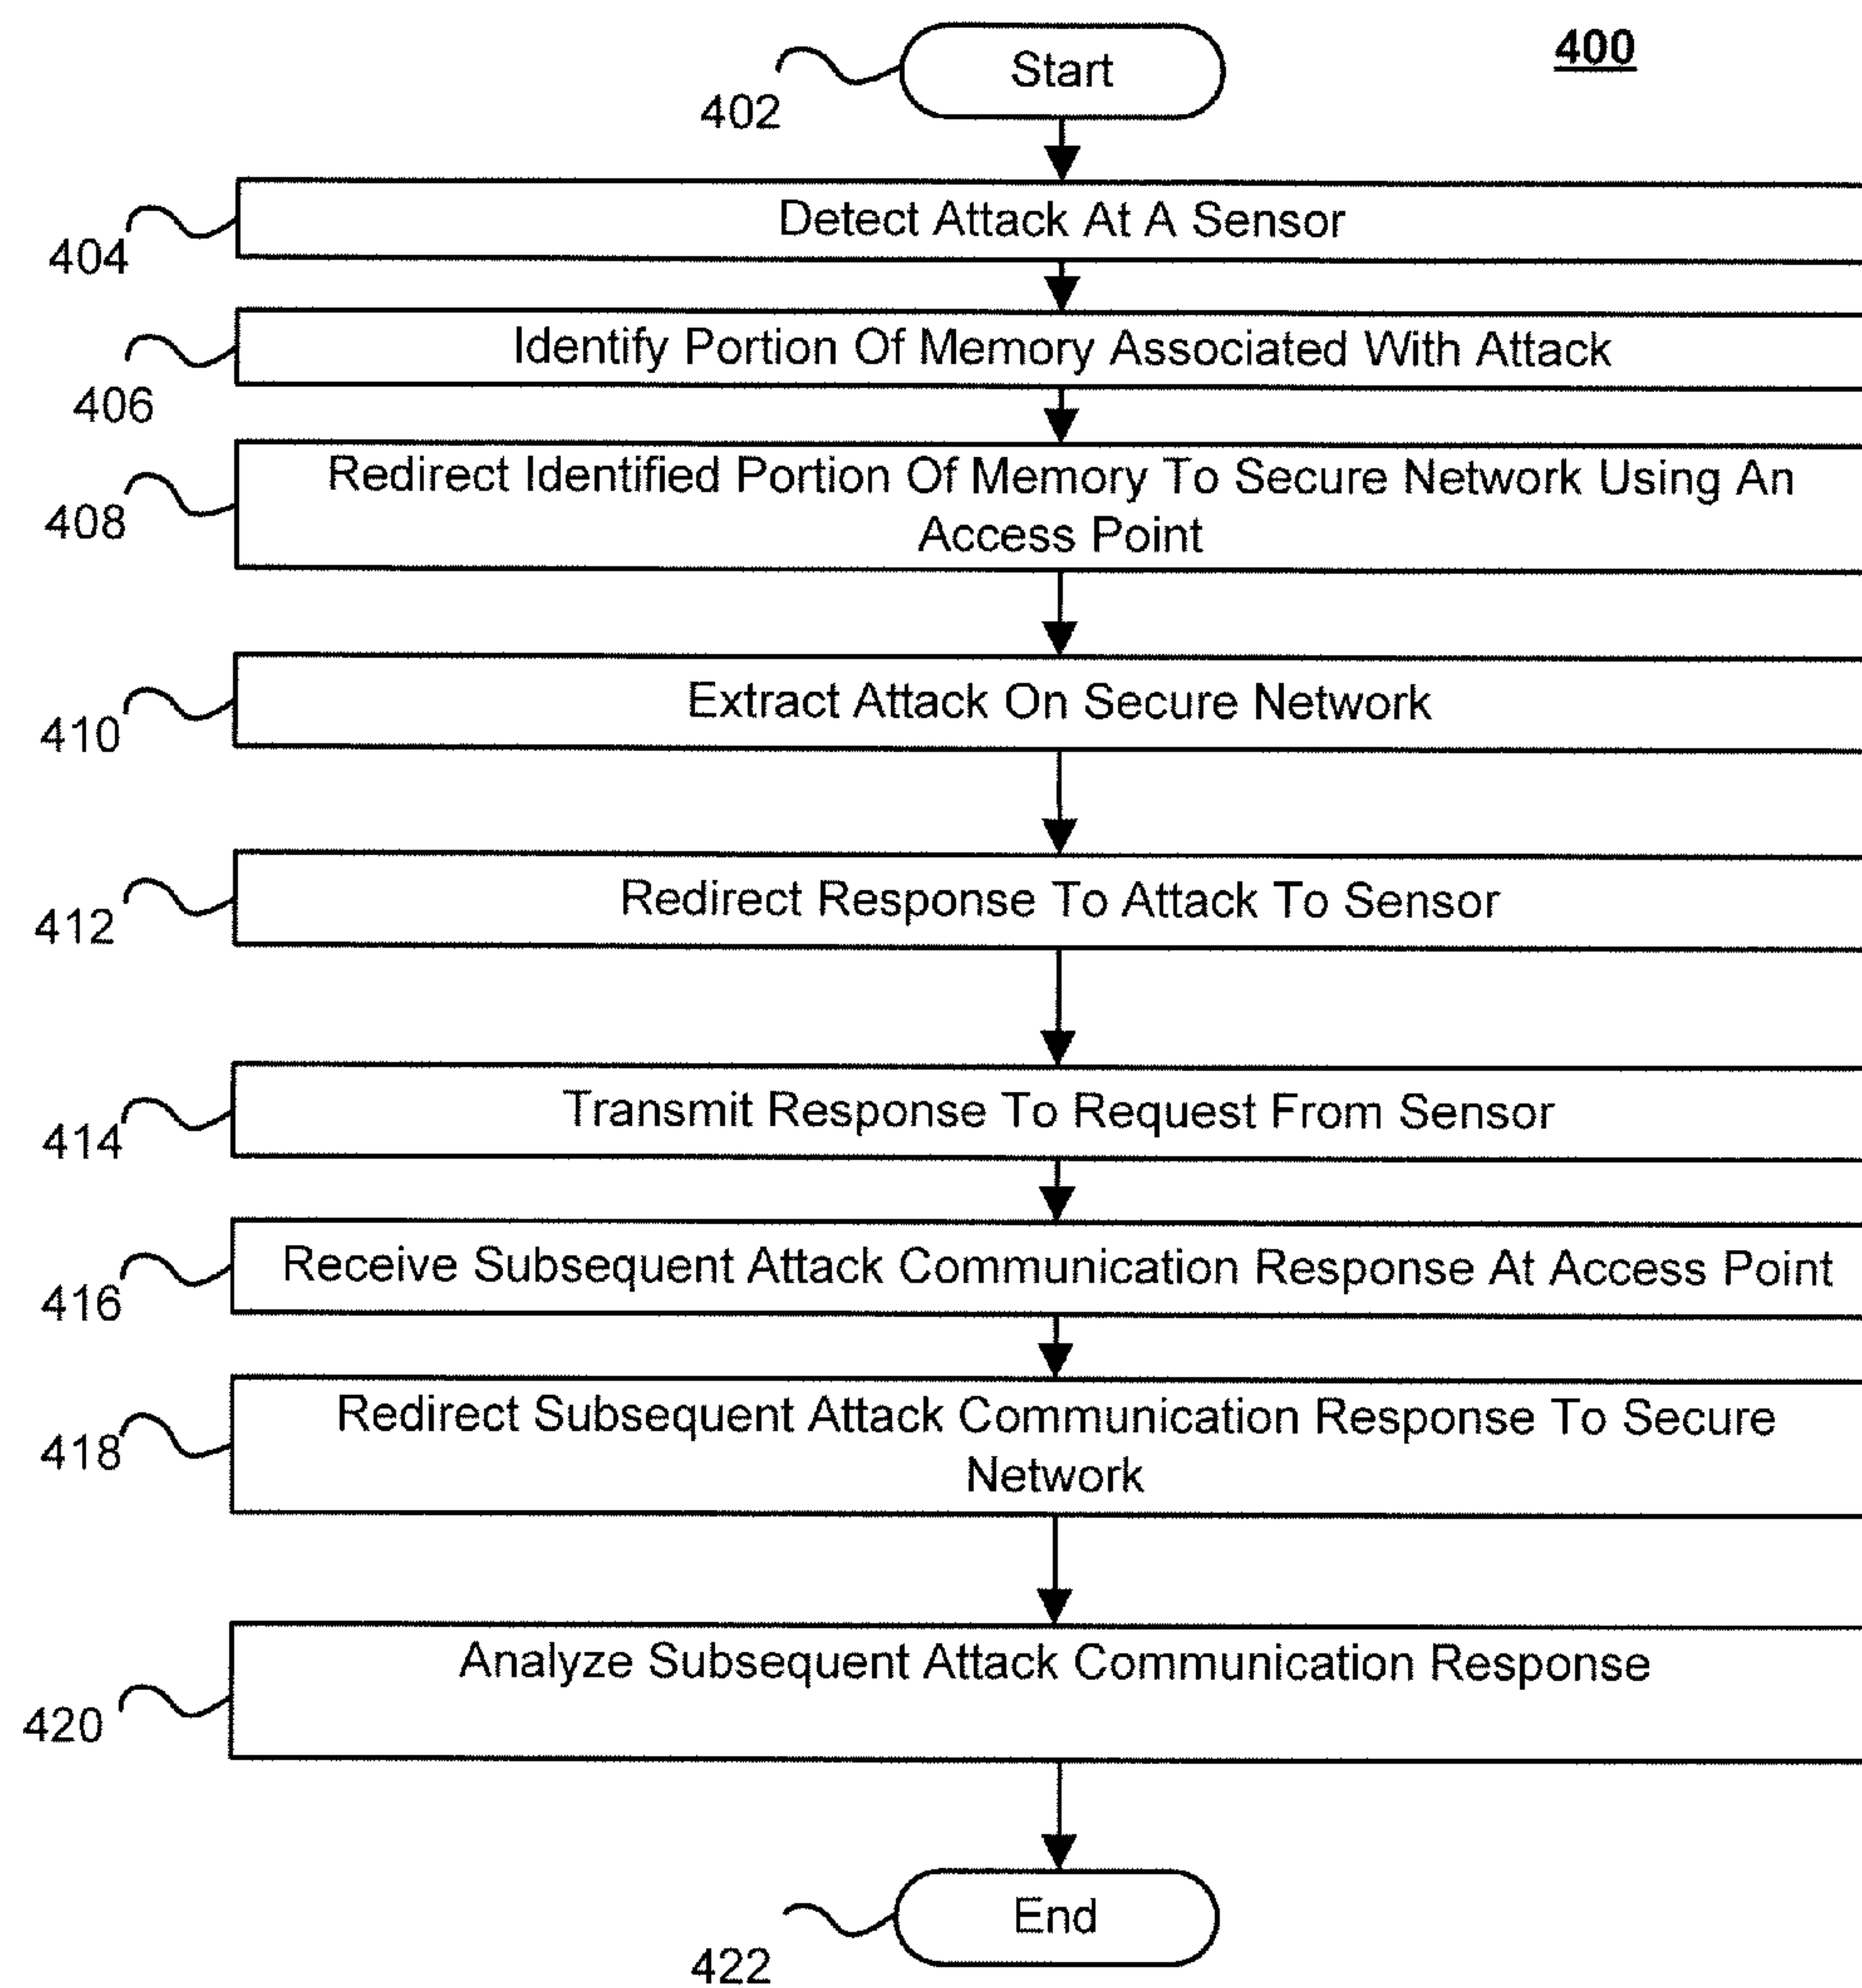 400
Start
402
Detect Attack At A Sensor
404
Identify Portion Of Memory Associated With Attack
406
Redirect Identified Portion Of Memory To Secure Network Using An
Access Point
408
Extract Attack On Secure Network
410
Redirect Response To Attack To Sensor
412
Transmit Response To Request From Sensor
414
Receive Subsequent Attack Communication Response At Access Point
416
Redirect Subsequent Attack Communication Response To Secure
Network
418
Analyze Subsequent Attack Communication Response
420
End
422